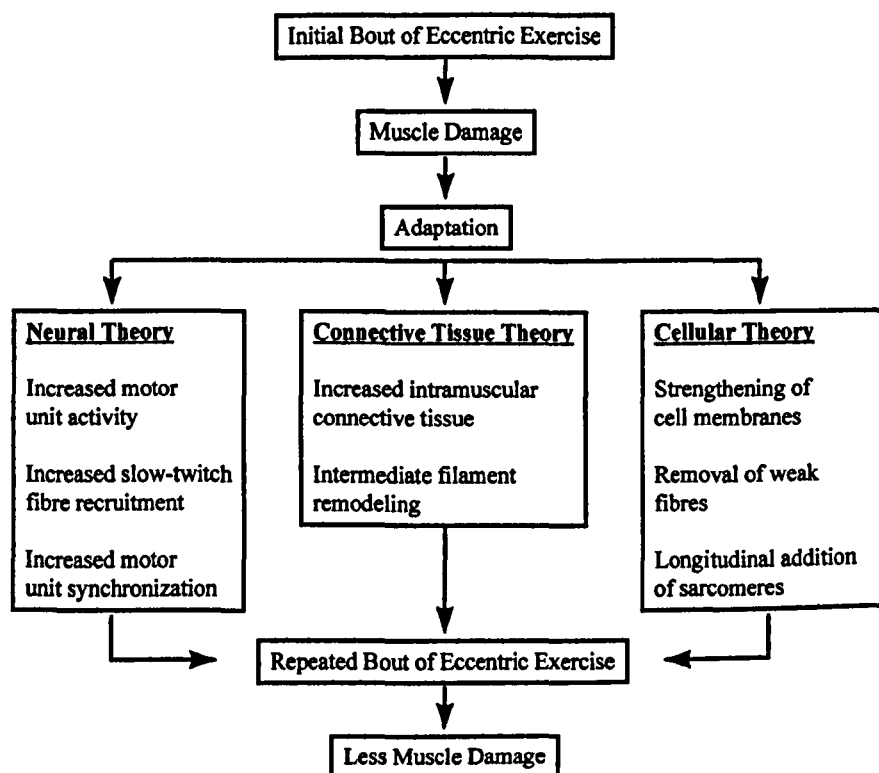 Initial Bout of Eccentric Exercise
Muscle Damage
Adaptation
Neural Theory
Increased motor
unit activity
Increased slow-twitch
fibre recruitment
Increased motor
unit synchronization
Connective Tissue Theory
Increased intramuscular
connective tissue
Intermediate filament
remodeling
Cellular Theory
Strengthening of
cell membranes
Removal of weak
fibres
Longitudinal addition
of sarcomeres
Repeated Bout of Eccentric Exercise
Less Muscle Damage